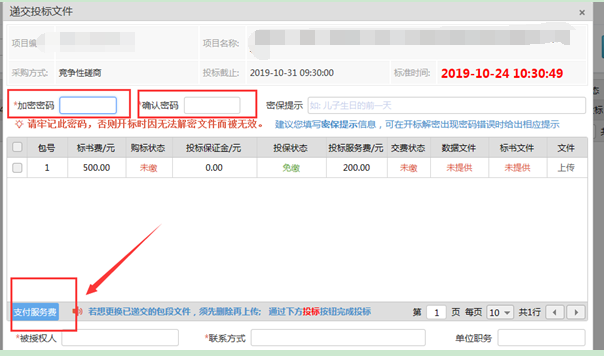 递交投标文件 ×
项目编 项目名称:
采购方式: 竞争性磋商 投标截止: 2019-10-31 09:30:00 标准时间: 2019-10-24 10:30:49
*加密密码 *确认密码 密保提示 如: 儿子生日的前一天
请牢记此密码，否则开标时因无法解密文件而被无效。 建议您填写密保提示信息，可在开标解密出现密码错误时给出相应提示
包号 标书费/元 购标状态 投标保证金/元 投保状态 投标服务费/元 交费状态 数据文件 标书文件 文件
1 500.00 未缴 0.00 免缴 200.00 未缴 未提供 未提供 上传
支付服务费 若想更换已递交的包段文件，须先删除再上传; 通过下方投标按钮完成投标 第 1 页 每页 10 共1行
*被授权人 *联系方式 单位职务